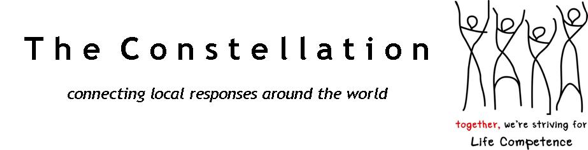 The Constellation
connecting local responses around the world
together, we're striving for
Life Competence